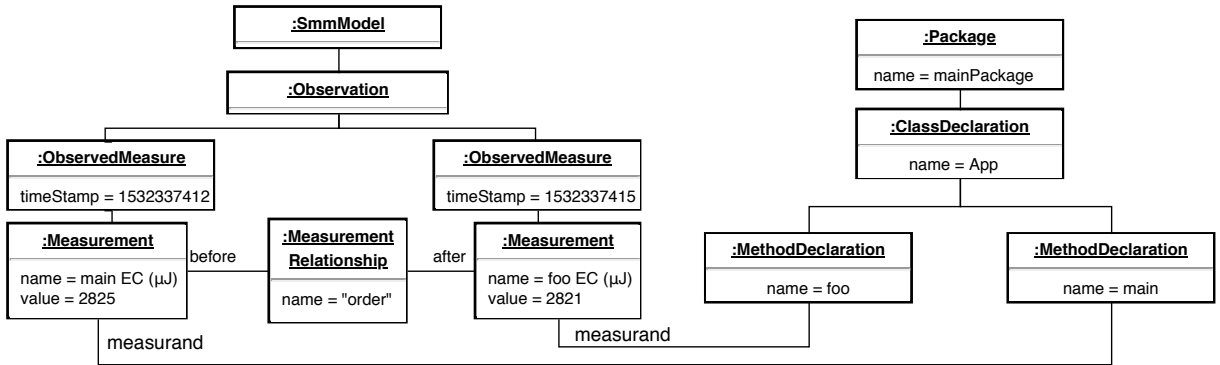 :SmmModel
:Observation
:ObservedMeasure
timeStamp = 1532337412
:ObservedMeasure
timeStamp = 1532337415
:Measurement
name = main EC (µJ)
value = 2825
before
:Measurement
Relationship
name = "order"
after
:Measurement
name = foo EC (µJ)
value = 2821
measurand
measurand
:Package
name = mainPackage
:ClassDeclaration
name = App
:MethodDeclaration
name = foo
:MethodDeclaration
name = main